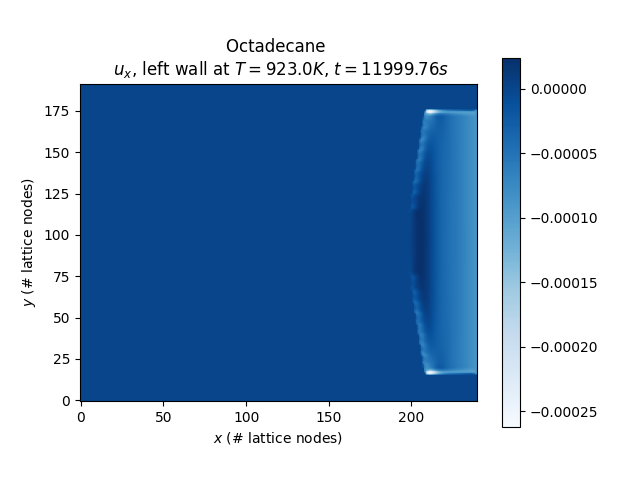 Octadecane
u_x, left wall at T = 923.0K, t = 11999.76s
175
150
125
100
75
50
25
0
y (# lattice nodes)
0 50 100 150 200
x (# lattice nodes)
0.00000
−0.00005
−0.00010
−0.00015
−0.00020
−0.00025